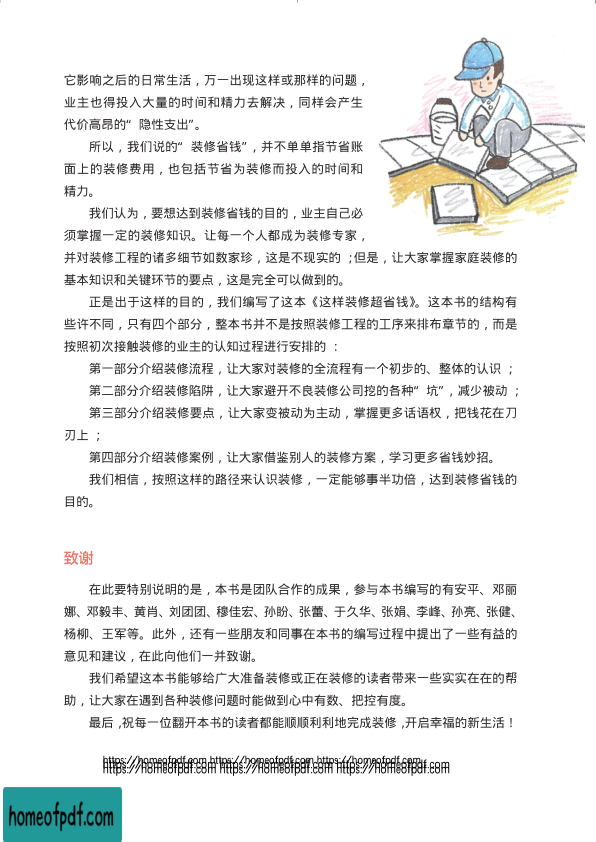 它影响之后的日常生活，万一出现这样或那样的问题，
业主也得投入大量的时间和精力去解决，同样会产生
代价高昂的“隐性支出”。
所以，我们说的“装修省钱”，并不单单指节省账
面上的装修费用，也包括节省为装修而投入的时间和
精力。
我们认为，要想达到装修省钱的目的，业主自己必
须掌握一定的装修知识。让每一个人都成为装修专家，
并对装修工程的诸多细节如数家珍，这是不现实的；但是，让大家掌握家庭装修的
基本知识和关键环节的要点，这是完全可以做到的。
正是出于这样的目的，我们编写了这本《这样装修超省钱》。这本书的结构有
些许不同，只有四个部分，整本书并不是按照装修工程的工序来排布章节的，而是
按照初次接触装修的业主的认知过程进行安排的：
第一部分介绍装修流程，让大家对装修的全流程有一个初步的、整体的认识；
第二部分介绍装修陷阱，让大家避开不良装修公司挖的各种“坑”，减少被动；
第三部分介绍装修要点，让大家变被动为主动，掌握更多话语权，把钱花在刀
刃上；
第四部分介绍装修案例，让大家借鉴别人的装修方案，学习更多省钱妙招。
我们相信，按照这样的路径来认识装修，一定能够事半功倍，达到装修省钱的
目的。
致谢
在此要特别说明的是，本书是团队合作的成果，参与本书编写的有安平、邓丽
娜、邓毅丰、黄肖、刘团团、穆佳宏、孙盼、张蕾、于久华、张娟、李峰、孙亮、张健、
杨柳、王军等。此外，还有一些朋友和同事在本书的编写过程中提出了一些有益的
意见和建议，在此向他们一并致谢。
我们希望这本书能够给广大准备装修或正在装修的读者带来一些实实在在的帮
助，让大家在遇到各种装修问题时能做到心中有数、把控有度。
最后，祝每一位翻开本书的读者都能顺顺利利地完成装修，开启幸福的新生活！
https://homeofpdf.com https://homeofpdf.com https://homeofpdf.com
https://homeofpdf.com https://homeofpdf.com https://homeofpdf.com
homeofpdf.com